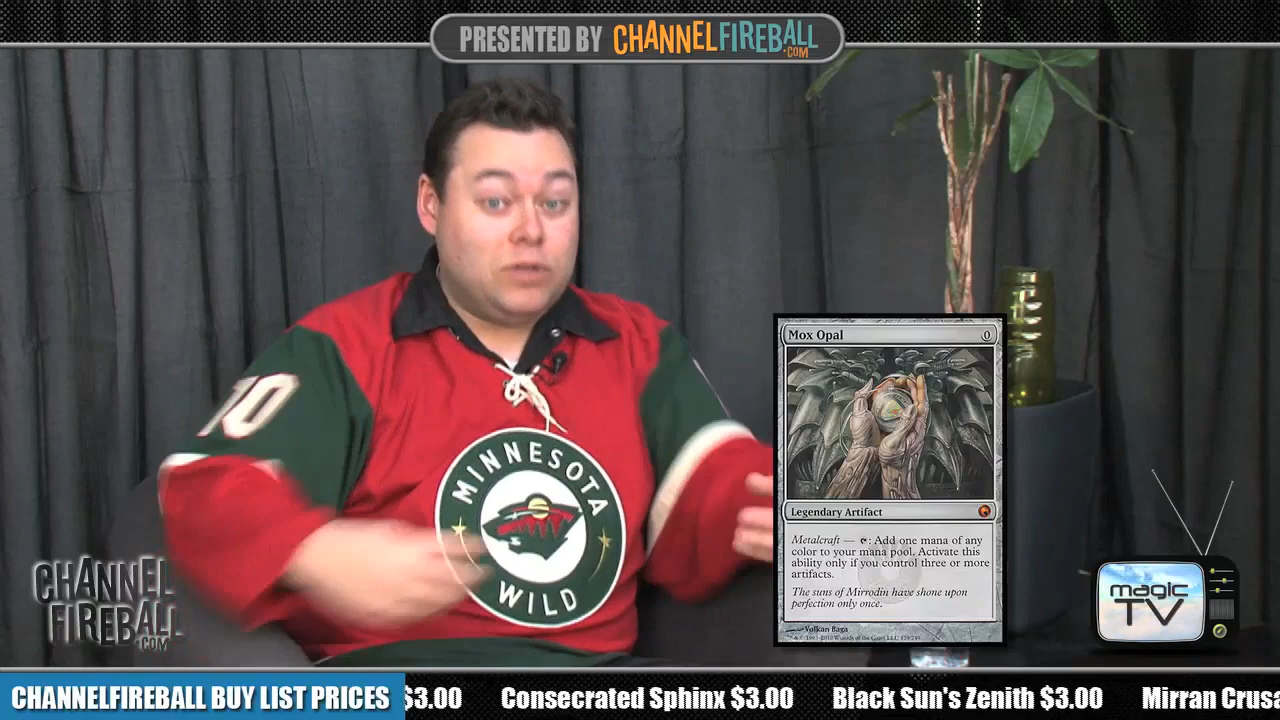 PRESENTED BY CHANNELFIREBALL.COM
10
MINNESOTA
WILD
Mox Opal 0
Legendary Artifact
Metalcraft — : Add one mana of any
color to your mana pool. Activate this
ability only if you control three or more
artifacts.
The suns of Mirrodin have shone upon
perfection only once.
Volkan Baga
CHANNEL
FIREBALL
.COM
magic
TV
CHANNELFIREBALL BUY LIST PRICES $3.00 Consecrated Sphinx $3.00 Black Sun's Zenith $3.00 Mirran Crusa